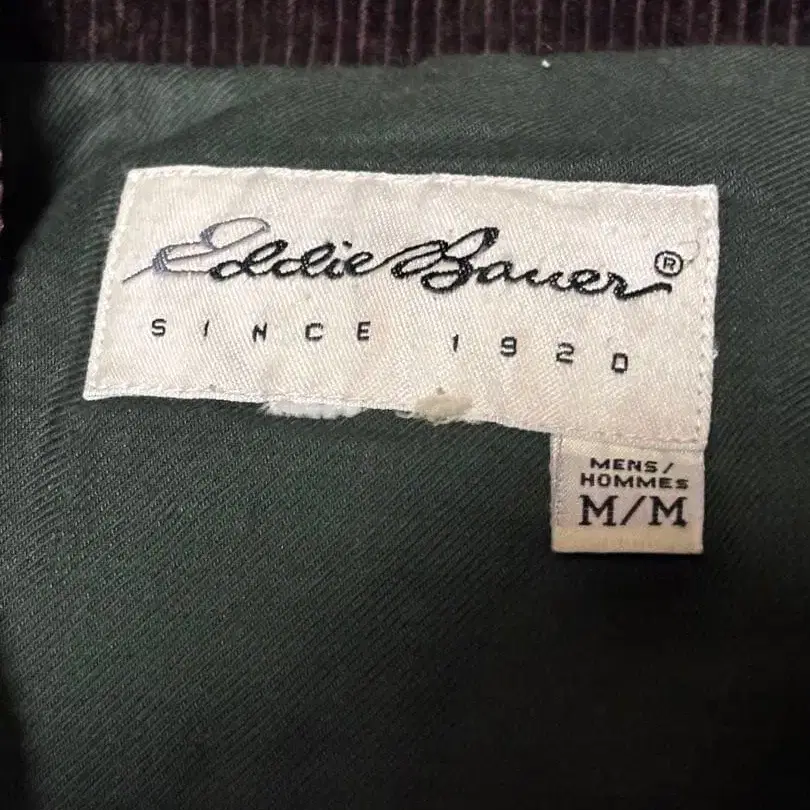 Eddie Bauer®
SINCE 1920
MENS/
HOMMES
M/M